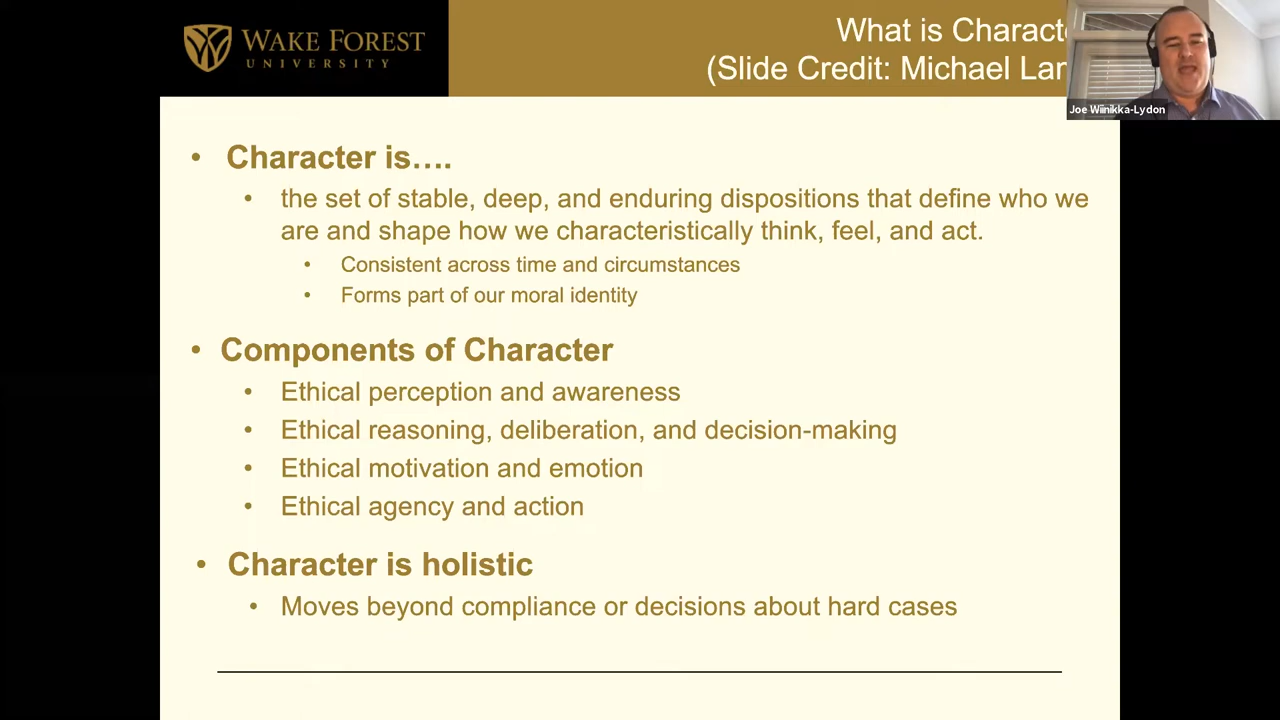 WAKE FOREST
UNIVERSITY
What is Charact
(Slide Credit: Michael Lam
Joe Wiinikka-Lydon
• Character is….
• the set of stable, deep, and enduring dispositions that define who we
are and shape how we characteristically think, feel, and act.
• Consistent across time and circumstances
• Forms part of our moral identity
• Components of Character
• Ethical perception and awareness
• Ethical reasoning, deliberation, and decision-making
• Ethical motivation and emotion
• Ethical agency and action
• Character is holistic
• Moves beyond compliance or decisions about hard cases